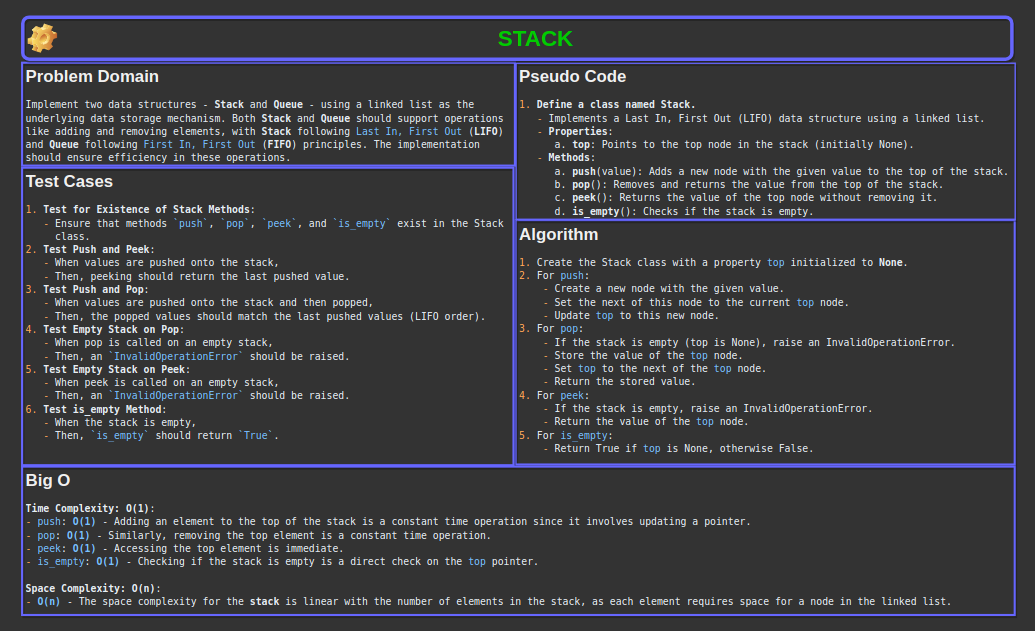 STACK
Problem Domain
Implement two data structures - Stack and Queue - using a linked list as the
underlying data storage mechanism. Both Stack and Queue should support operations
like adding and removing elements, with Stack following Last In, First Out (LIFO)
and Queue following First In, First Out (FIFO) principles. The implementation
should ensure efficiency in these operations.
Test Cases
1. Test for Existence of Stack Methods:
- Ensure that methods `push`, `pop`, `peek`, and `is_empty` exist in the Stack
class.
2. Test Push and Peek:
- When values are pushed onto the stack,
- Then, peeking should return the last pushed value.
3. Test Push and Pop:
- When values are pushed onto the stack and then popped,
- Then, the popped values should match the last pushed values (LIFO order).
4. Test Empty Stack on Pop:
- When pop is called on an empty stack,
- Then, an `InvalidOperationError` should be raised.
5. Test Empty Stack on Peek:
- When peek is called on an empty stack,
- Then, an `InvalidOperationError` should be raised.
6. Test is_empty Method:
- When the stack is empty,
- Then, `is_empty` should return `True`.
Pseudo Code
1. Define a class named Stack.
- Implements a Last In, First Out (LIFO) data structure using a linked list.
- Properties:
a. top: Points to the top node in the stack (initially None).
- Methods:
a. push(value): Adds a new node with the given value to the top of the stack.
b. pop(): Removes and returns the value from the top of the stack.
c. peek(): Returns the value of the top node without removing it.
d. is_empty(): Checks if the stack is empty.
Algorithm
1. Create the Stack class with a property top initialized to None.
2. For push:
- Create a new node with the given value.
- Set the next of this node to the current top node.
- Update top to this new node.
3. For pop:
- If the stack is empty (top is None), raise an InvalidOperationError.
- Store the value of the top node.
- Set top to the next of the top node.
- Return the stored value.
4. For peek:
- If the stack is empty, raise an InvalidOperationError.
- Return the value of the top node.
5. For is_empty:
- Return True if top is None, otherwise False.
Big O
Time Complexity: O(1):
- push: O(1) - Adding an element to the top of the stack is a constant time operation since it involves updating a pointer.
- pop: O(1) - Similarly, removing the top element is a constant time operation.
- peek: O(1) - Accessing the top element is immediate.
- is_empty: O(1) - Checking if the stack is empty is a direct check on the top pointer.
Space Complexity: O(n):
- O(n) - The space complexity for the stack is linear with the number of elements in the stack, as each element requires space for a node in the linked list.